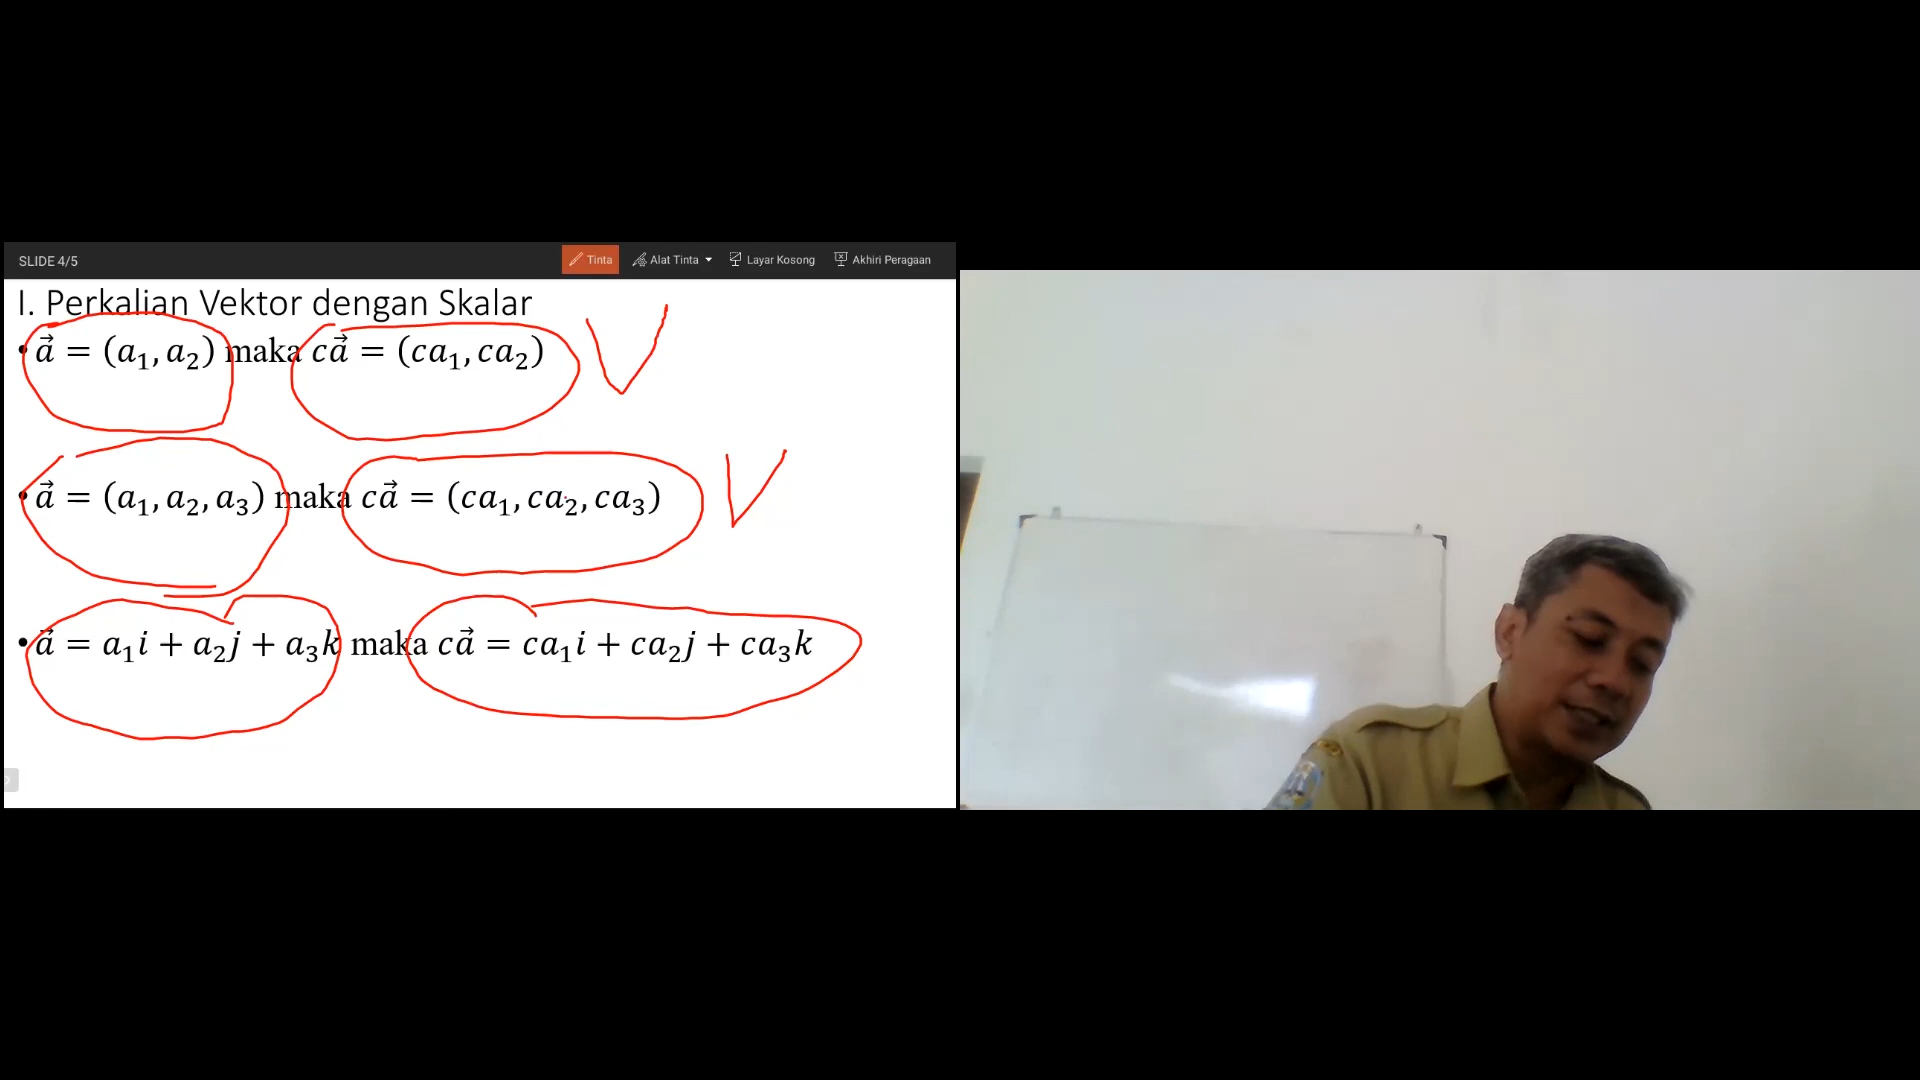 SLIDE 4/5
Tinta Alat Tinta Layar Kosong Akhiri Peragaan
I. Perkalian Vektor dengan Skalar
• a⃗ = (a₁, a₂) maka ca⃗ = (ca₁, ca₂)
• a⃗ = (a₁, a₂, a₃) maka ca⃗ = (ca₁, ca₂, ca₃)
• a⃗ = a₁i + a₂j + a₃k maka ca⃗ = ca₁i + ca₂j + ca₃k